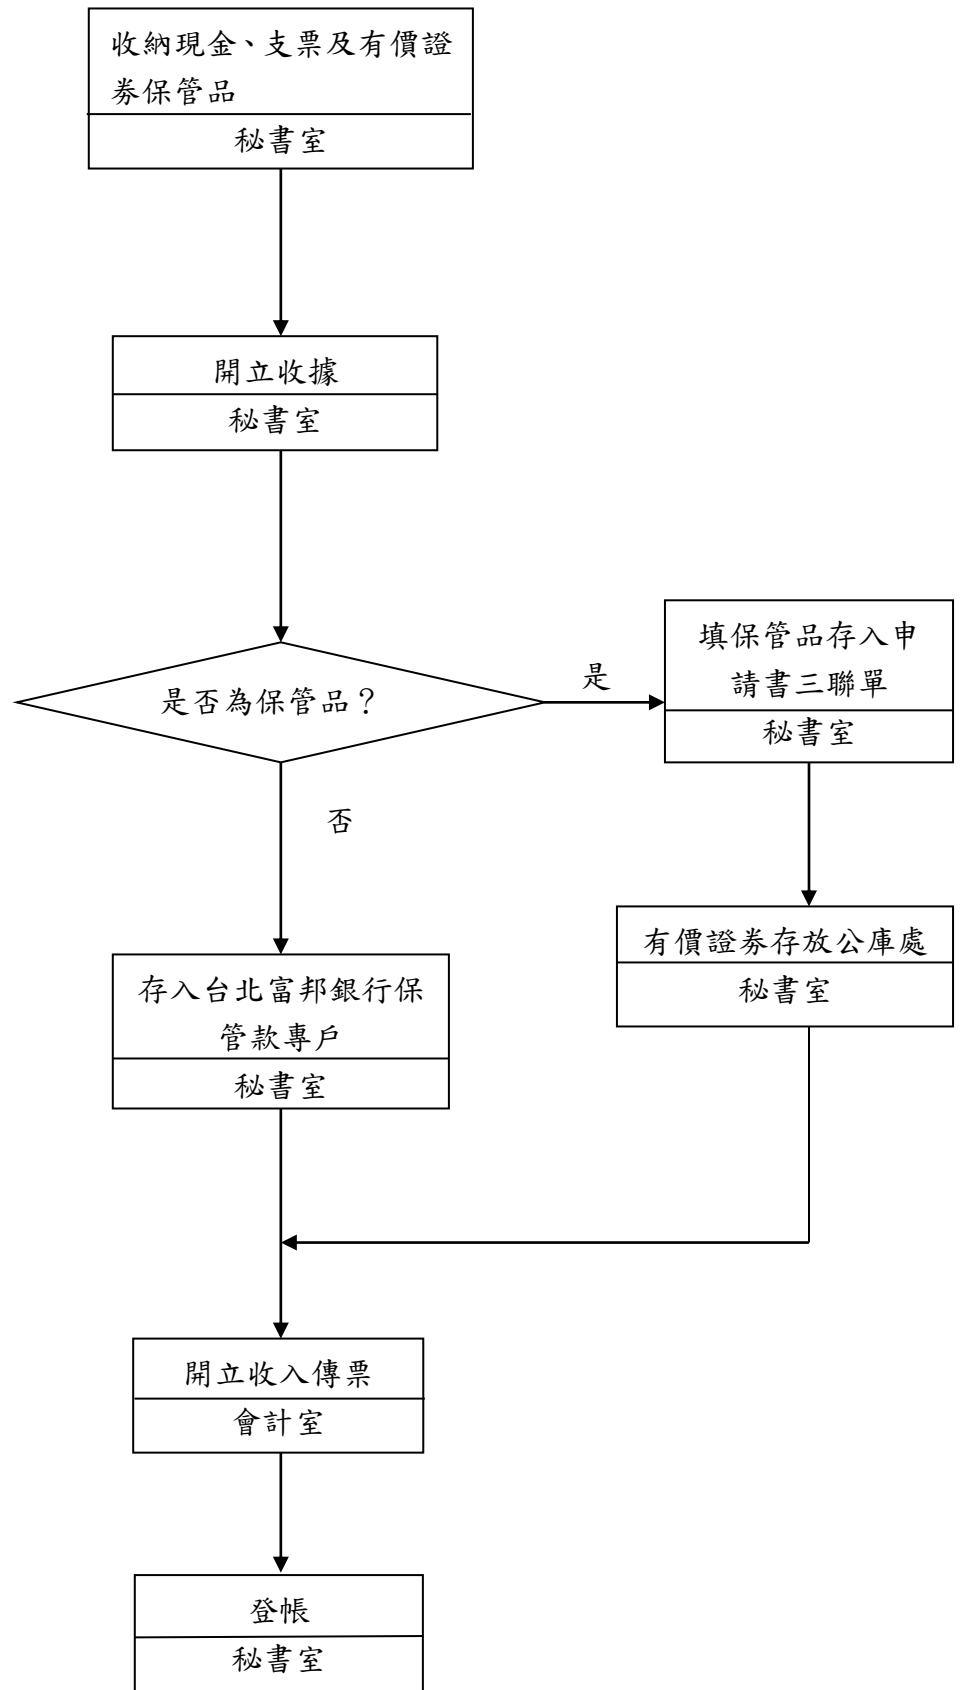 收納現金、支票及有價證
券保管品
秘書室
開立收據
秘書室
是否為保管品？
是
填保管品存入申
請書三聯單
秘書室
否
有價證券存放公庫處
秘書室
存入台北富邦銀行保
管款專戶
秘書室
開立收入傳票
會計室
登帳
秘書室